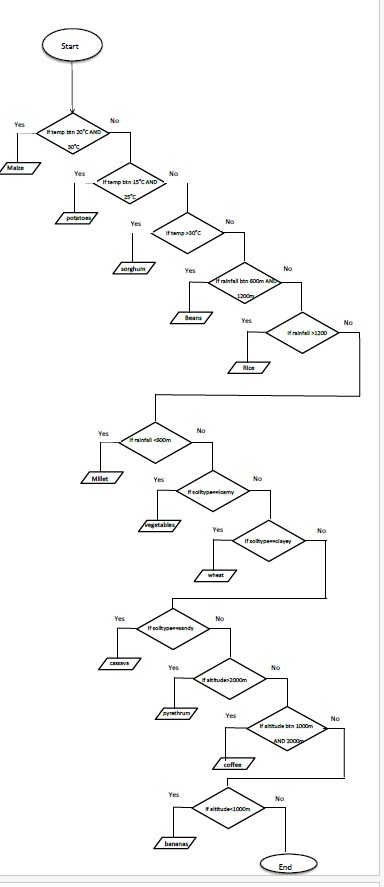 Start
Yes
No
If temp btn 20°C AND
30°C
Maize
Yes
No
If temp btn 15°C AND
25°C
potatoes
Yes
No
If temp >30°C
sorghum
Yes
No
If rainfall btn 600m AND
1200m
Beans
Yes
No
If rainfall >1200
Rice
Yes
No
If rainfall <600m
Millet
Yes
No
If soiltype==loamy
vegetables
Yes
No
If soiltype==clayey
wheat
Yes
No
If soiltype==sandy
cassava
Yes
No
If altitude>2000m
pyrethrum
Yes
No
If altitude btn 1000m
AND 2000m
coffee
Yes
No
If altitude<1000m
bananas
End